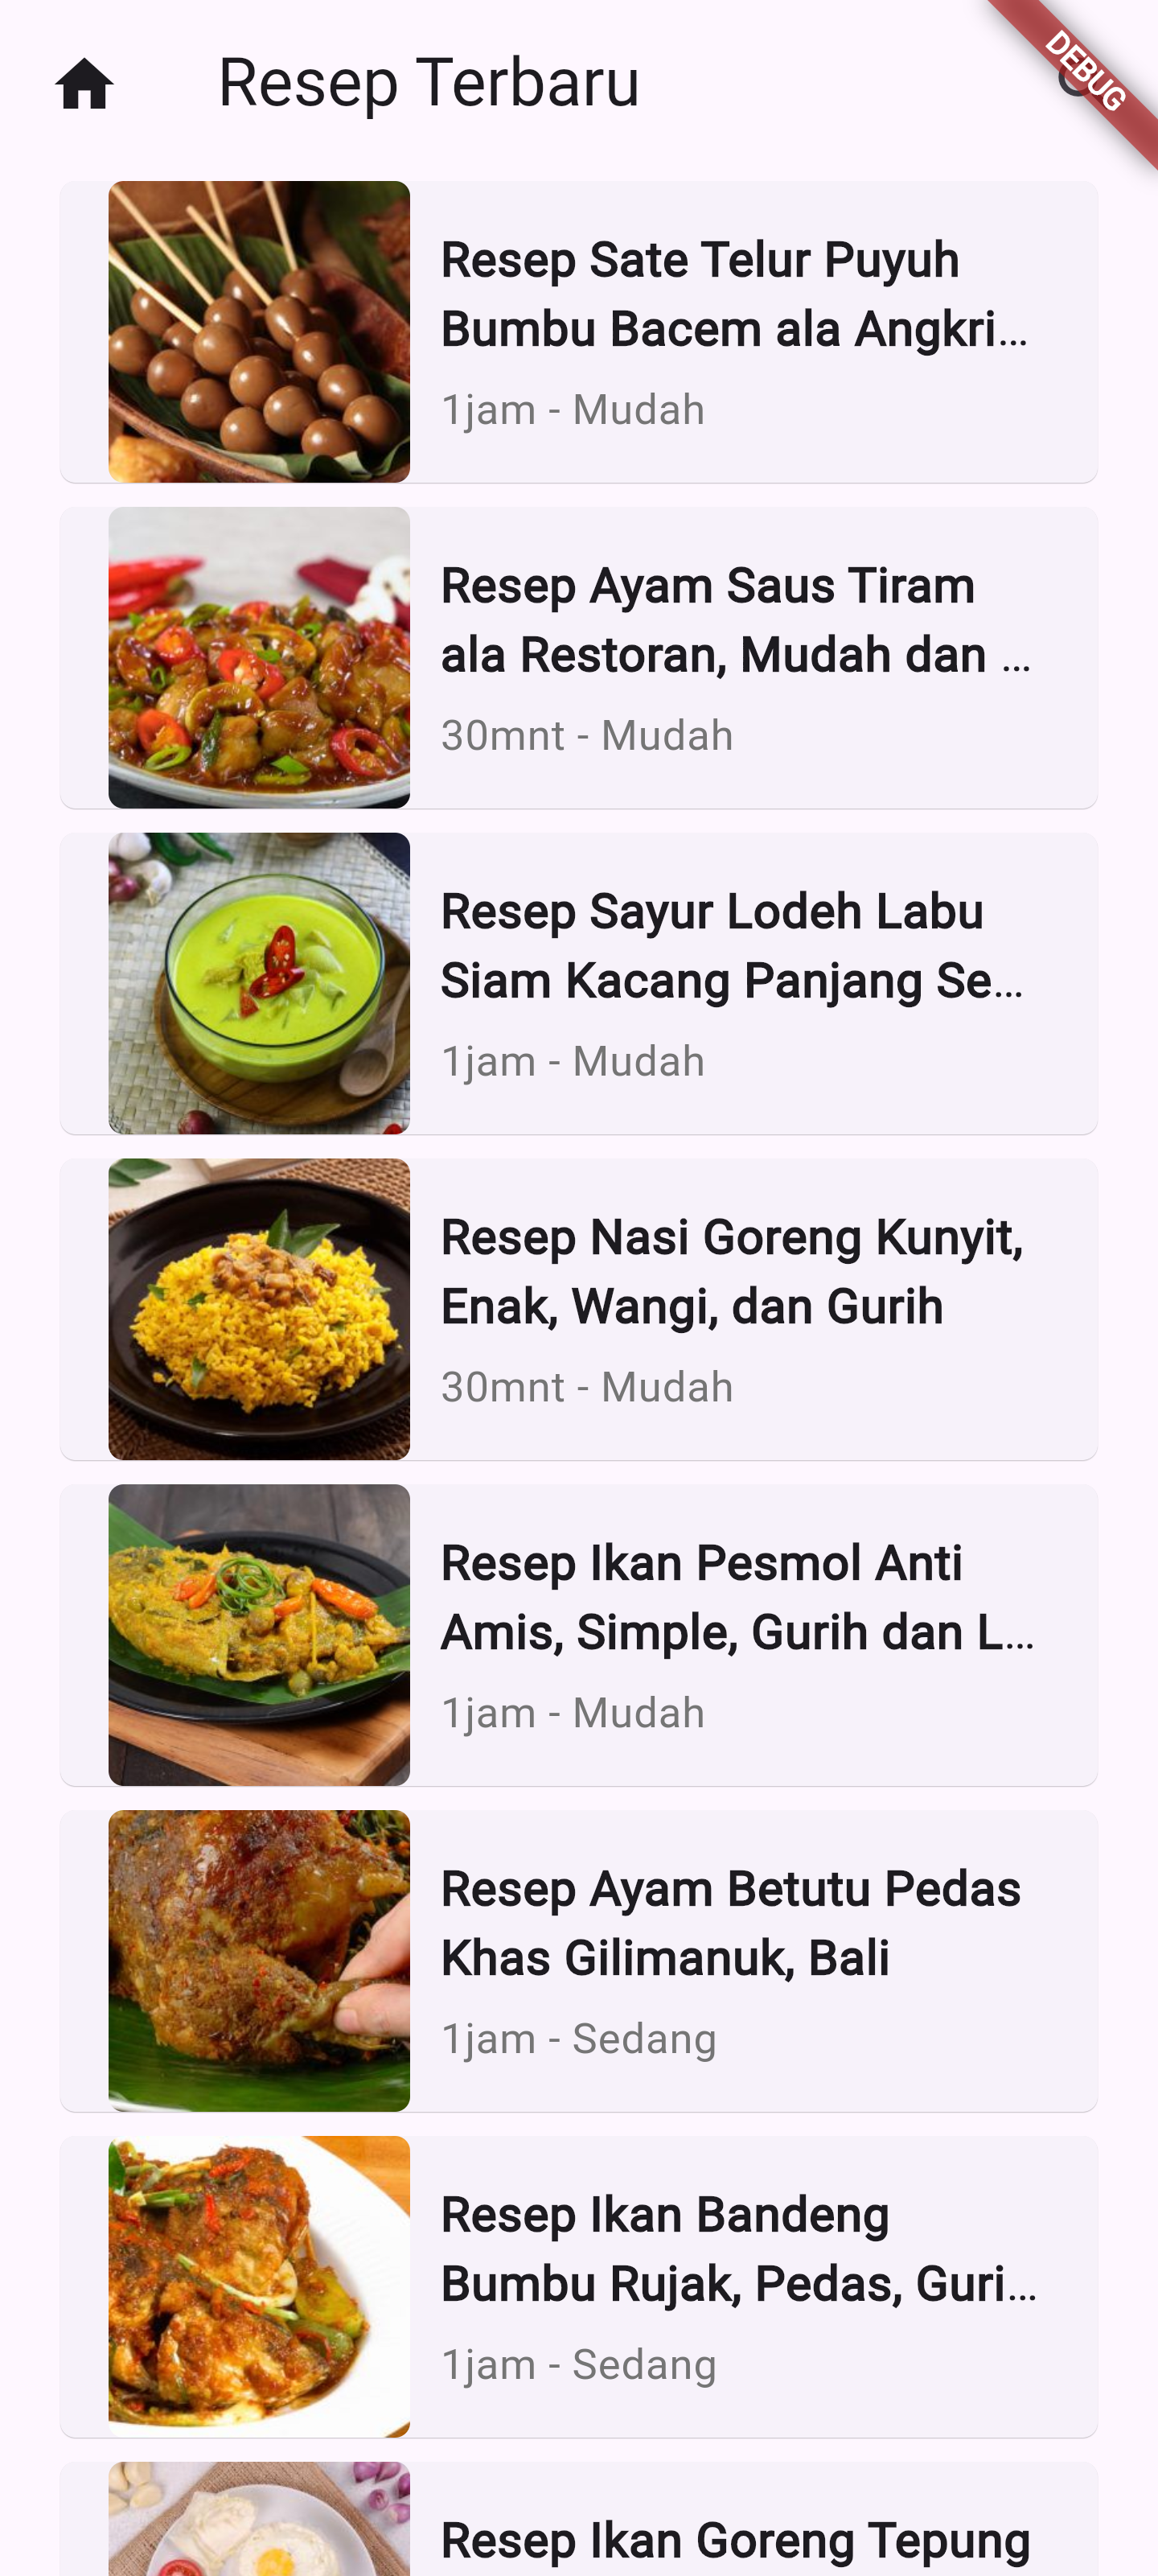 Resep Terbaru
DEBUG
Resep Sate Telur Puyuh
Bumbu Bacem ala Angkri...
1jam - Mudah
Resep Ayam Saus Tiram
ala Restoran, Mudah dan ...
30mnt - Mudah
Resep Sayur Lodeh Labu
Siam Kacang Panjang Se...
1jam - Mudah
Resep Nasi Goreng Kunyit,
Enak, Wangi, dan Gurih
30mnt - Mudah
Resep Ikan Pesmol Anti
Amis, Simple, Gurih dan L...
1jam - Mudah
Resep Ayam Betutu Pedas
Khas Gilimanuk, Bali
1jam - Sedang
Resep Ikan Bandeng
Bumbu Rujak, Pedas, Guri...
1jam - Sedang
Resep Ikan Goreng Tepung